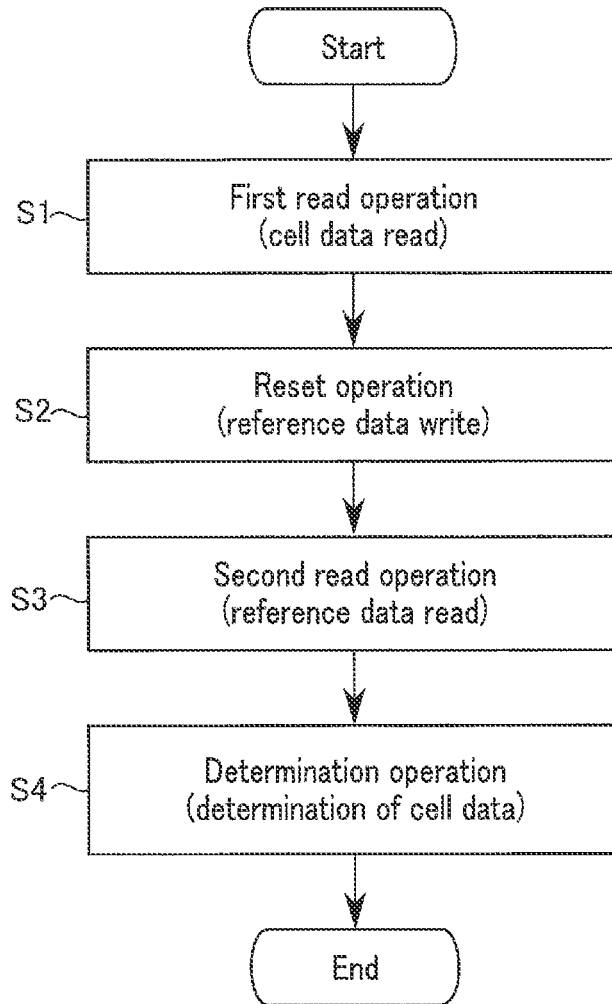 Start
S1
First read operation
(cell data read)
S2
Reset operation
(reference data write)
S3
Second read operation
(reference data read)
S4
Determination operation
(determination of cell data)
End